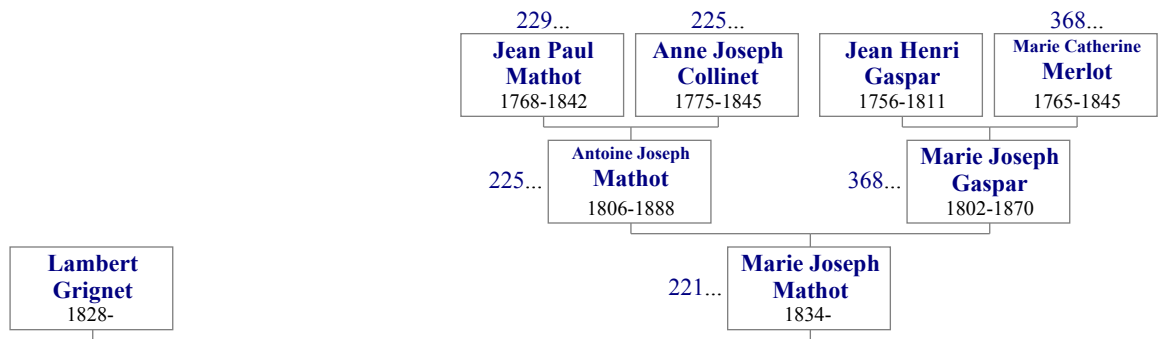 229...
225...
368...
Jean Paul
Mathot
1768-1842
Anne Joseph
Collinet
1775-1845
Jean Henri
Gaspar
1756-1811
Marie Catherine
Merlot
1765-1845
225...
Antoine Joseph
Mathot
1806-1888
368...
Marie Joseph
Gaspar
1802-1870
Lambert
Grignet
1828-
221...
Marie Joseph
Mathot
1834-